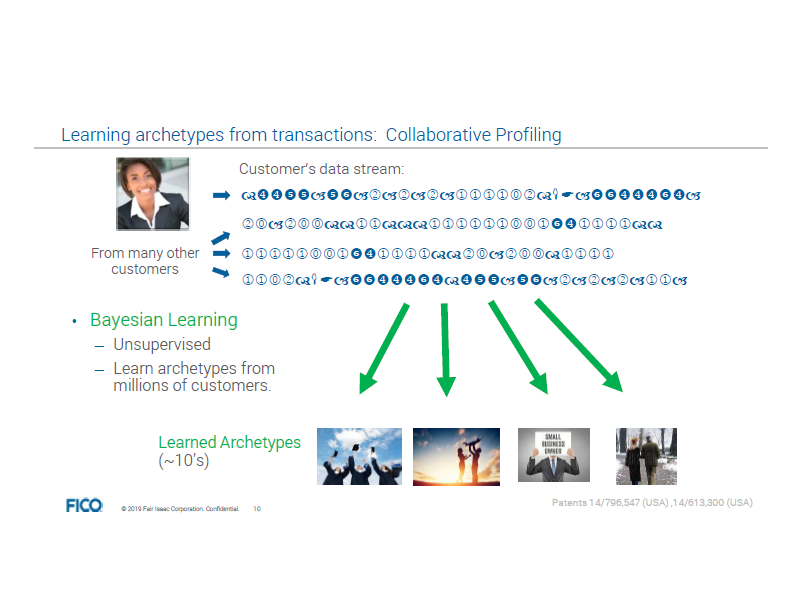 Learning archetypes from transactions: Collaborative Profiling
Customer's data stream:
From many other
customers
• Bayesian Learning
– Unsupervised
– Learn archetypes from
millions of customers.
Learned Archetypes
(~10's)
SMALL
BUSINESS
OWNER
FICO
© 2019 Fair Isaac Corporation. Confidential.
10
Patents 14/796,547 (USA) ,14/613,300 (USA)